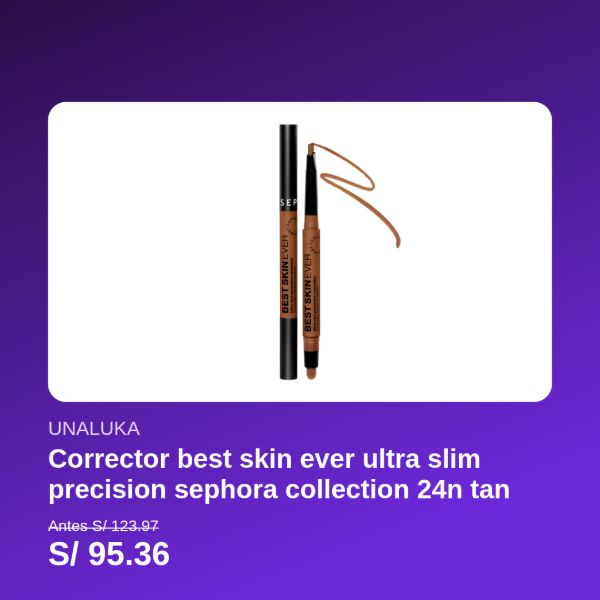 SEP
BEST SKIN EVER
BEST SKIN EVER
UNALUKA
Corrector best skin ever ultra slim
precision sephora collection 24n tan
Antes S/ 123.97
S/ 95.36